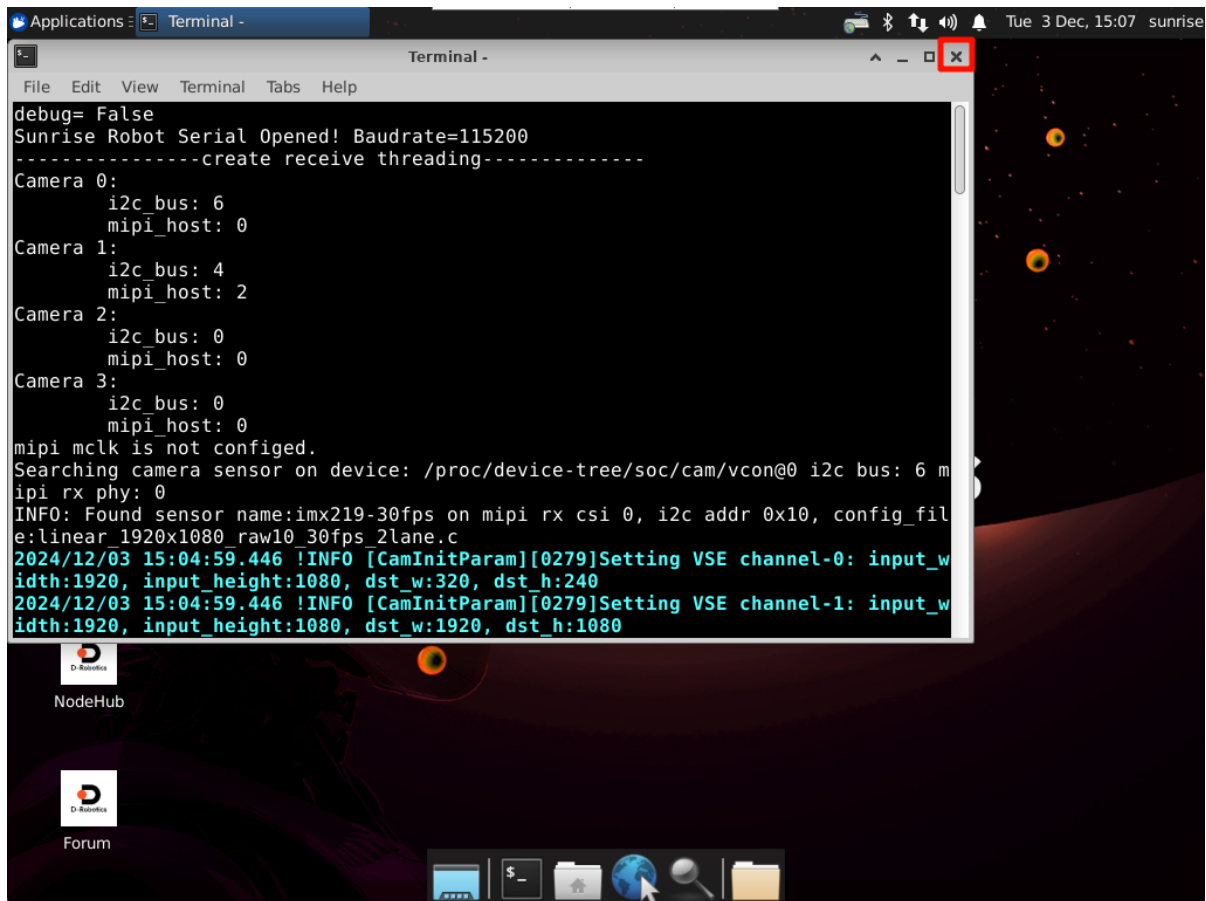 Applications
Terminal -
Tue 3 Dec, 15:07 sunrise
Terminal -
File Edit View Terminal Tabs Help
debug= False
Sunrise Robot Serial Opened! Baudrate=115200
----------------create receive threading--------------
Camera 0:
i2c_bus: 6
mipi_host: 0
Camera 1:
i2c_bus: 4
mipi_host: 2
Camera 2:
i2c_bus: 0
mipi_host: 0
Camera 3:
i2c_bus: 0
mipi_host: 0
mipi mclk is not configed.
Searching camera sensor on device: /proc/device-tree/soc/cam/vcon@0 i2c bus: 6 m
ipi rx phy: 0
INFO: Found sensor name:imx219-30fps on mipi rx csi 0, i2c addr 0x10, config_fil
e:linear_1920x1080_raw10_30fps_2lane.c
2024/12/03 15:04:59.446 !INFO [CamInitParam][0279]Setting VSE channel-0: input_w
idth:1920, input_height:1080, dst_w:320, dst_h:240
2024/12/03 15:04:59.446 !INFO [CamInitParam][0279]Setting VSE channel-1: input_w
idth:1920, input_height:1080, dst_w:1920, dst_h:1080
D-Robotics
NodeHub
D-Robotics
Forum
$_